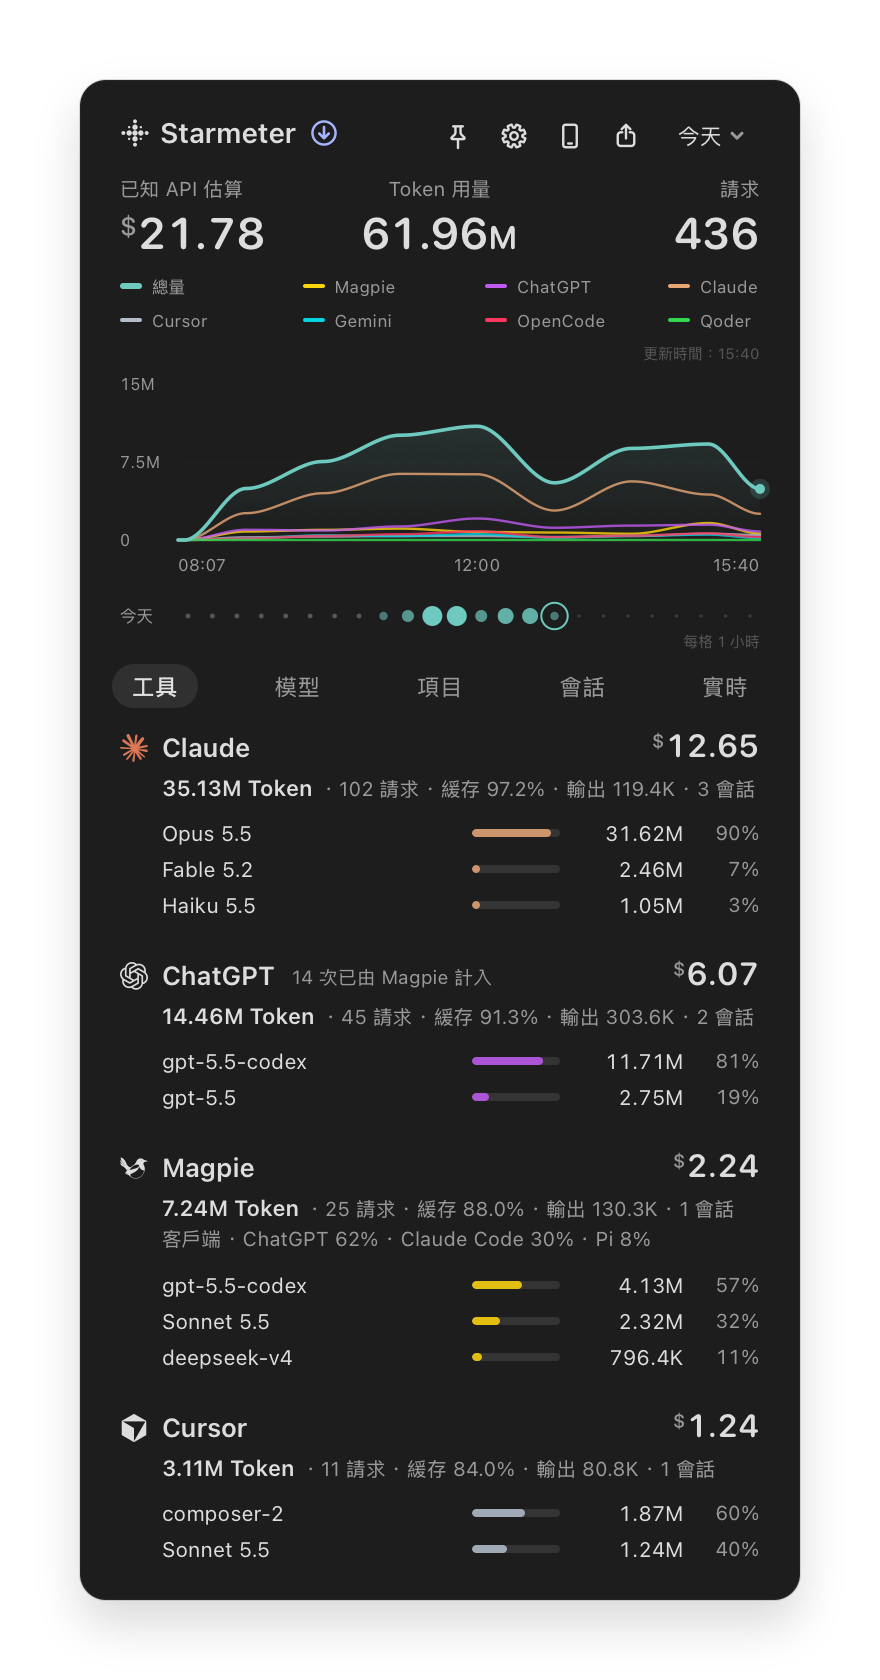 Starmeter 今天
已知 API 估算 Token 用量 請求
$21.78 61.96M 436
總量 Magpie ChatGPT Claude
Cursor Gemini OpenCode Qoder
更新時間：15:40
15M
7.5M
0
08:07 12:00 15:40
今天
每格 1 小時
工具 模型 項目 會話 實時
Claude $12.65
35.13M Token · 102 請求 · 緩存 97.2% · 輸出 119.4K · 3 會話
Opus 5.5 31.62M 90%
Fable 5.2 2.46M 7%
Haiku 5.5 1.05M 3%
ChatGPT 14 次已由 Magpie 計入 $6.07
14.46M Token · 45 請求 · 緩存 91.3% · 輸出 303.6K · 2 會話
gpt-5.5-codex 11.71M 81%
gpt-5.5 2.75M 19%
Magpie $2.24
7.24M Token · 25 請求 · 緩存 88.0% · 輸出 130.3K · 1 會話
客戶端 · ChatGPT 62% · Claude Code 30% · Pi 8%
gpt-5.5-codex 4.13M 57%
Sonnet 5.5 2.32M 32%
deepseek-v4 796.4K 11%
Cursor $1.24
3.11M Token · 11 請求 · 緩存 84.0% · 輸出 80.8K · 1 會話
composer-2 1.87M 60%
Sonnet 5.5 1.24M 40%